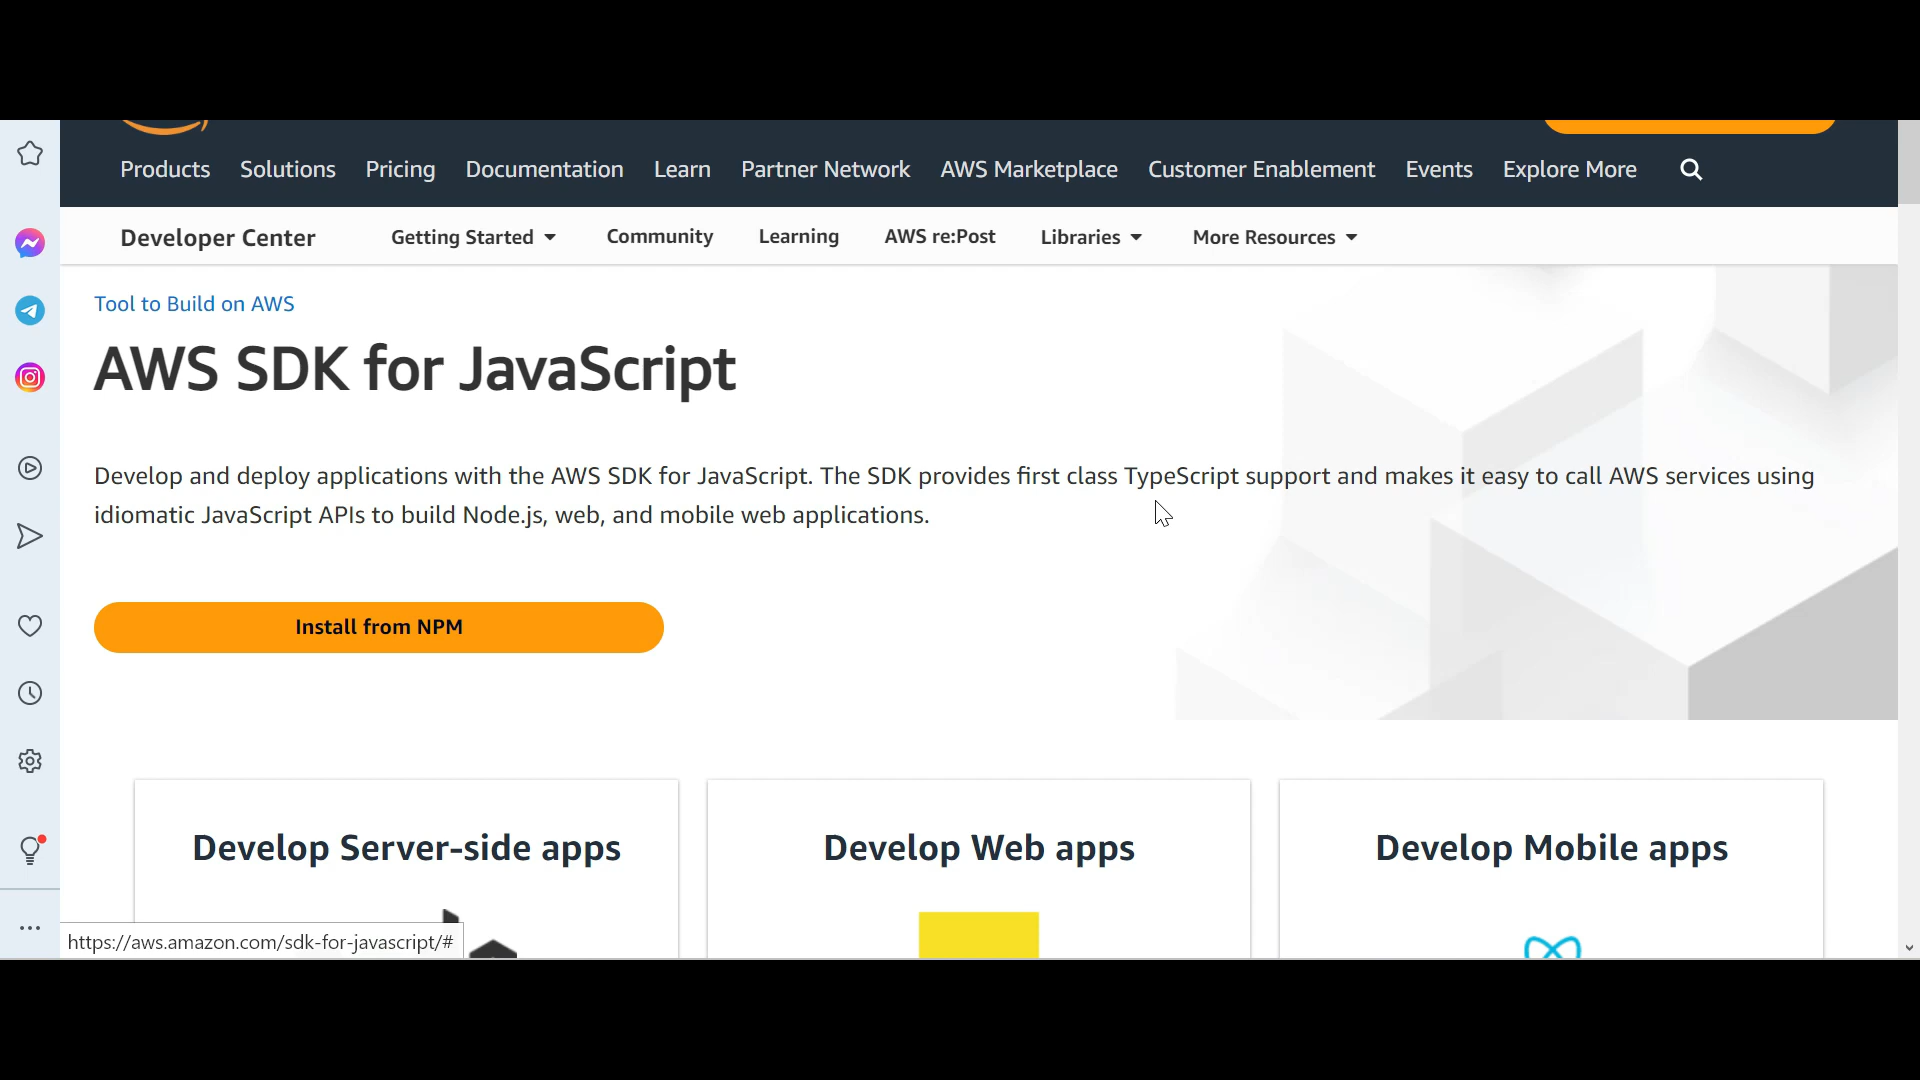 Products Solutions Pricing Documentation Learn Partner Network AWS Marketplace Customer Enablement Events Explore More
Developer Center Getting Started Community Learning AWS re:Post Libraries More Resources
Tool to Build on AWS
AWS SDK for JavaScript
Develop and deploy applications with the AWS SDK for JavaScript. The SDK provides first class TypeScript support and makes it easy to call AWS services using
idiomatic JavaScript APIs to build Node.js, web, and mobile web applications.
Install from NPM
Develop Server-side apps Develop Web apps Develop Mobile apps
https://aws.amazon.com/sdk-for-javascript/#